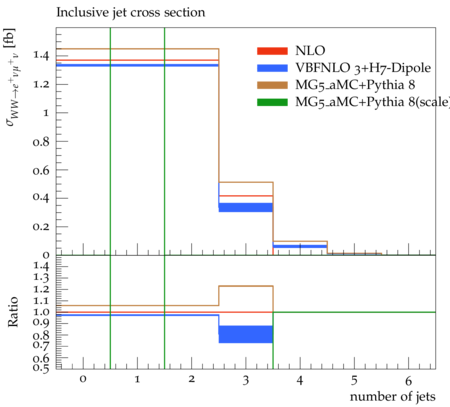 Inclusive jet cross section
σ_WW→e⁺νμ⁺ν [fb]
NLO
VBFNLO 3+H7-Dipole
MG5_aMC+Pythia 8
MG5_aMC+Pythia 8(scale)
1.4
1.2
1
0.8
0.6
0.4
0.2
0
Ratio
1.4
1.3
1.2
1.1
1.0
0.9
0.8
0.7
0.6
0.5
0 1 2 3 4 5 6
number of jets